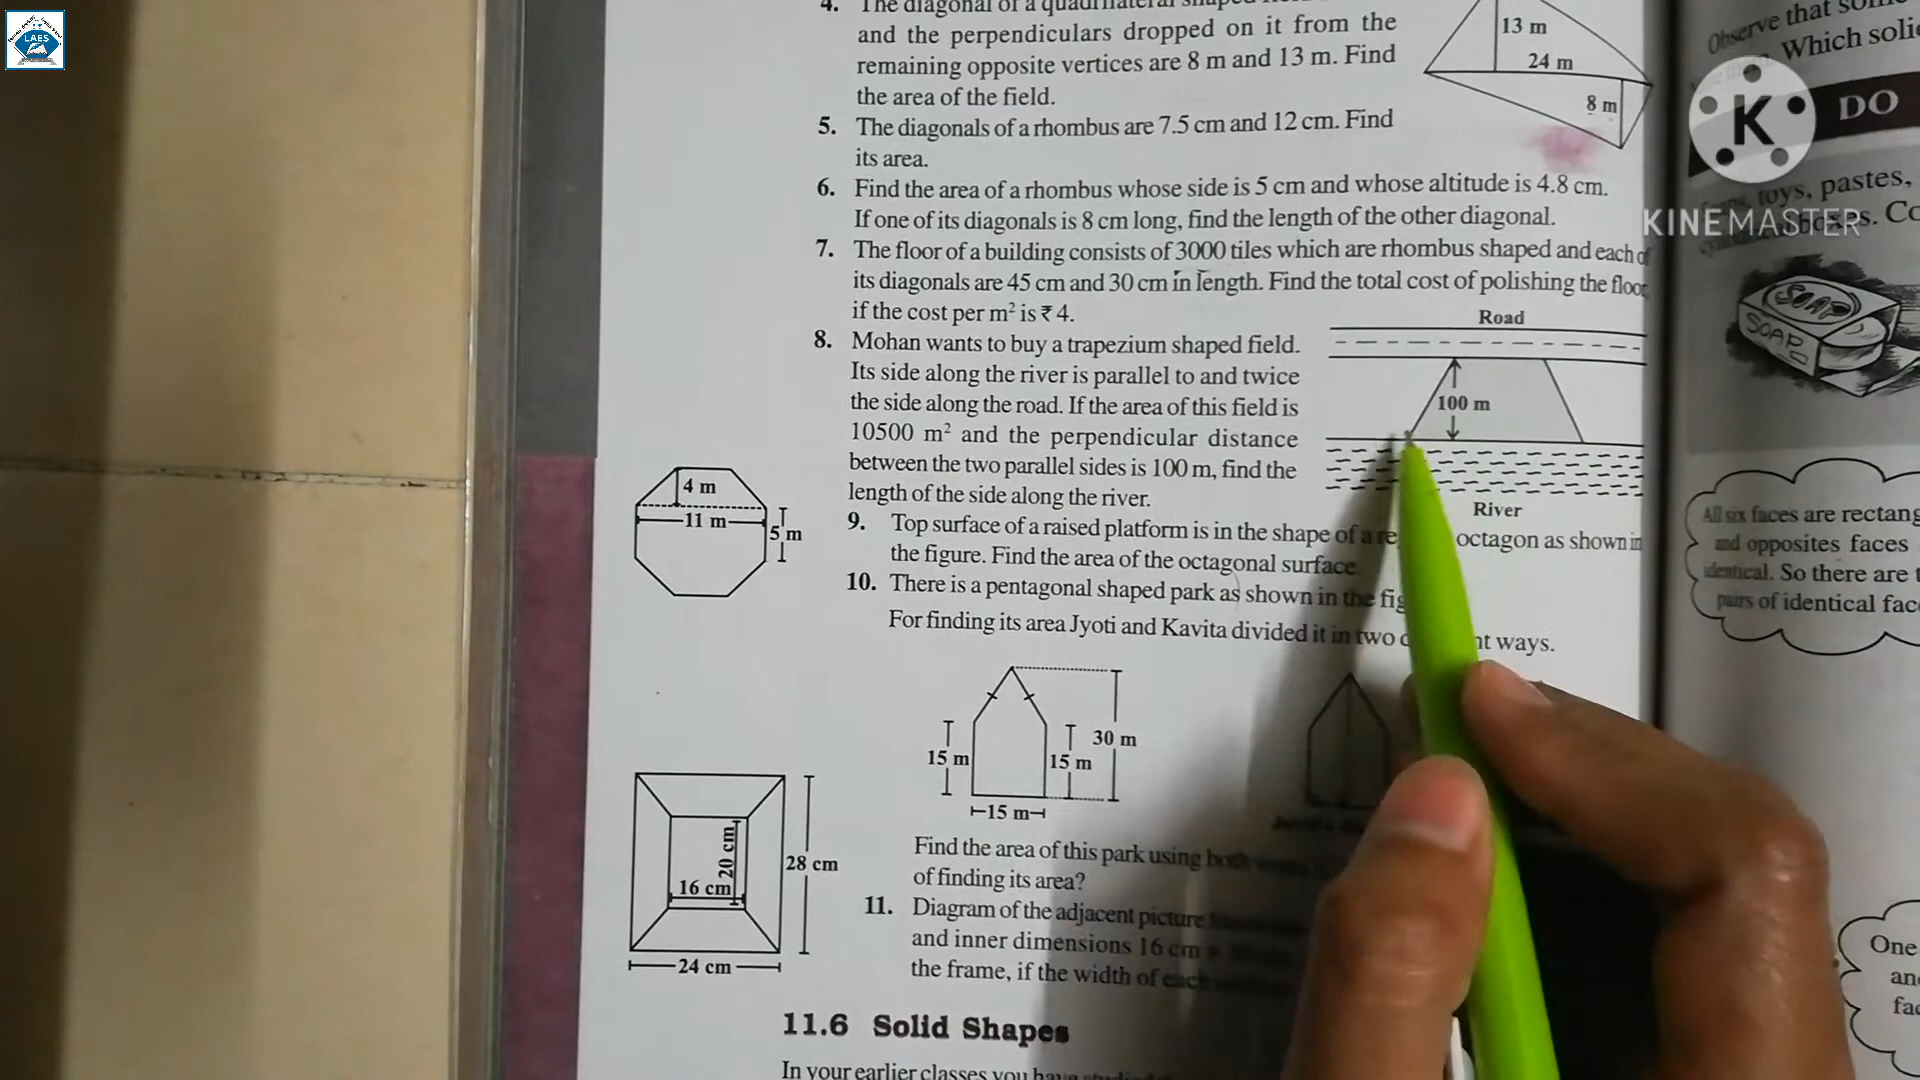 LAES
4. The diagonal of a quadrilateral shaped
and the perpendiculars dropped on it from the
remaining opposite vertices are 8 m and 13 m. Find
the area of the field.
13 m
24 m
8 m
5. The diagonals of a rhombus are 7.5 cm and 12 cm. Find
its area.
6. Find the area of a rhombus whose side is 5 cm and whose altitude is 4.8 cm.
If one of its diagonals is 8 cm long, find the length of the other diagonal.
7. The floor of a building consists of 3000 tiles which are rhombus shaped and each of
its diagonals are 45 cm and 30 cm in length. Find the total cost of polishing the floor,
if the cost per m² is ₹ 4.
8. Mohan wants to buy a trapezium shaped field.
Its side along the river is parallel to and twice
the side along the road. If the area of this field is
10500 m² and the perpendicular distance
between the two parallel sides is 100 m, find the
length of the side along the river.
Road
100 m
River
4 m
11 m
5 m
9. Top surface of a raised platform is in the shape of a octagon as shown in
the figure. Find the area of the octagonal surface.
10. There is a pentagonal shaped park as shown in the
For finding its area Jyoti and Kavita divided it in two ways.
15 m
15 m
30 m
15 m
Find the area of this park using both
of finding its area?
11. Diagram of the adjacent picture
and inner dimensions 16 cm
the frame, if the width of each
20 cm
16 cm
28 cm
24 cm
11.6 Solid Shapes
In your earlier classes you have
Observe that
Which
DO
K
KINEMASTER
toys, pastes,
SOAP
SOAP
All six faces are
and opposites faces
identical. So there are
pairs of identical
One